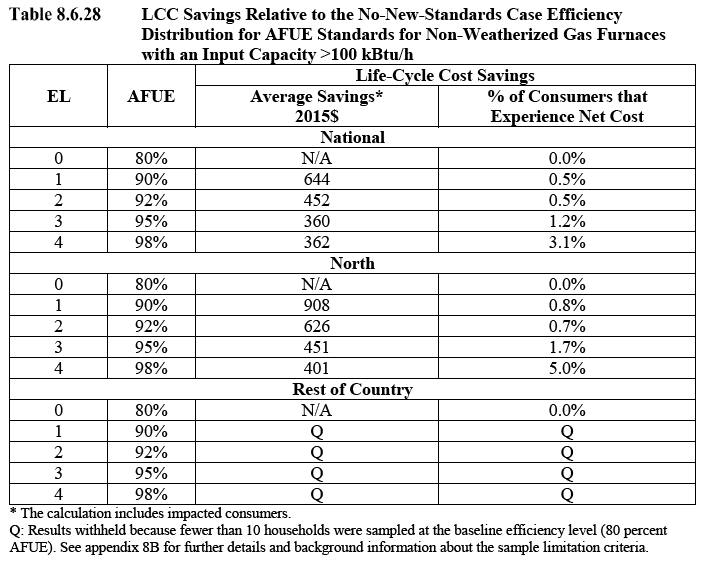 Table 8.6.28 LCC Savings Relative to the No-New-Standards Case Efficiency
Distribution for AFUE Standards for Non-Weatherized Gas Furnaces
with an Input Capacity >100 kBtu/h
EL AFUE Life-Cycle Cost Savings
Average Savings* % of Consumers that
2015$ Experience Net Cost
National
0 80% N/A 0.0%
1 90% 644 0.5%
2 92% 452 0.5%
3 95% 360 1.2%
4 98% 362 3.1%
North
0 80% N/A 0.0%
1 90% 908 0.8%
2 92% 626 0.7%
3 95% 451 1.7%
4 98% 401 5.0%
Rest of Country
0 80% N/A 0.0%
1 90% Q Q
2 92% Q Q
3 95% Q Q
4 98% Q Q
* The calculation includes impacted consumers.
Q: Results withheld because fewer than 10 households were sampled at the baseline efficiency level (80 percent
AFUE). See appendix 8B for further details and background information about the sample limitation criteria.